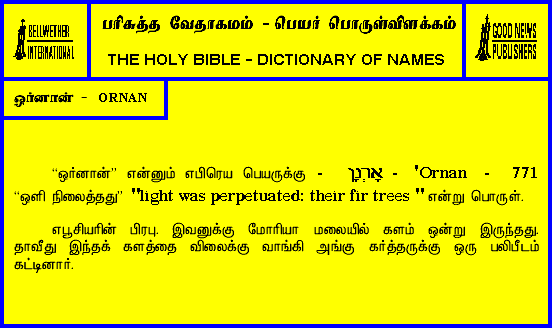 BELLWETHER
INTERNATIONAL
பரிசுத்த வேதாகமம் - பெயர் பொருள்விளக்கம்
THE HOLY BIBLE - DICTIONARY OF NAMES
GOOD NEWS
PUBLISHERS
ஒர்னான் - ORNAN
“ஒர்னான்” என்னும் எபிரெய பெயருக்கு - אָרְנָן - 'Ornan - 771
“ஒளி நிலைத்தது” "light was perpetuated: their fir trees " என்று பொருள்.
எபூசியரின் பிரபு. இவனுக்கு மோரியா மலையில் களம் ஒன்று இருந்தது.
தாவீது இந்தக் களத்தை விலைக்கு வாங்கி அங்கு கர்த்தருக்கு ஒரு பலிபீடம்
கட்டினார்.